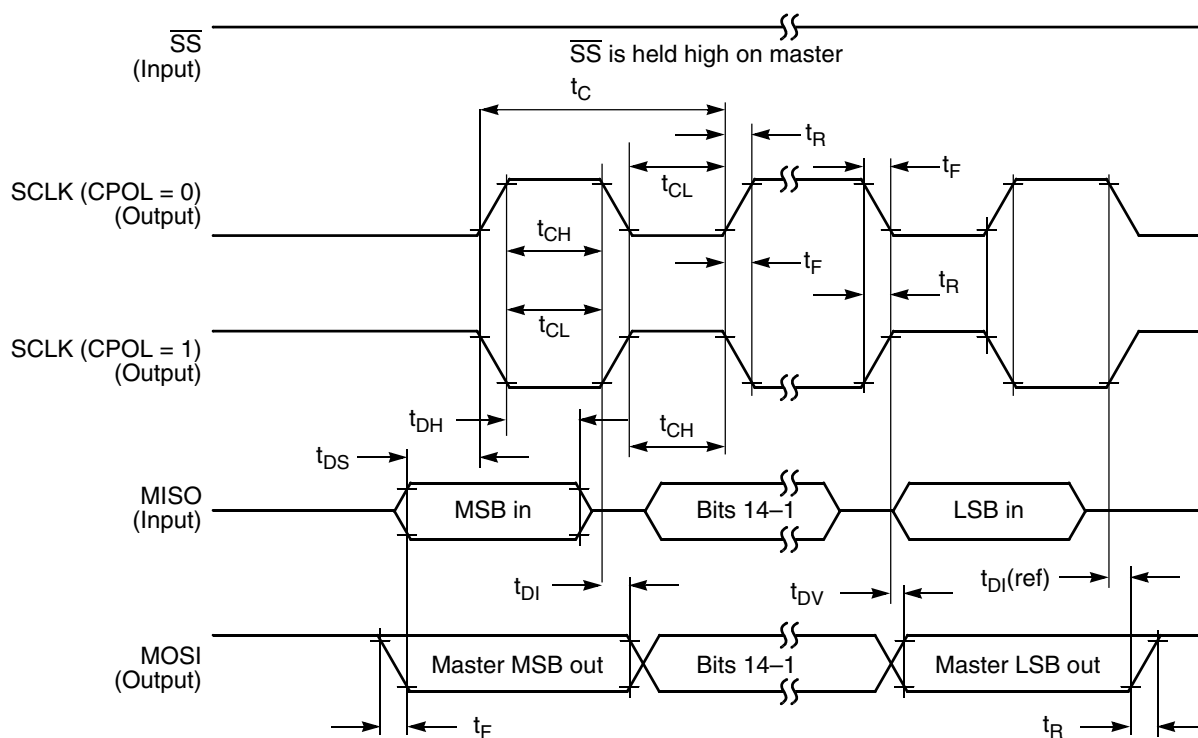 S̅S̅
(Input)
S̅S̅ is held high on master
tC
tR
tF
SCLK (CPOL = 0)
(Output)
tCL
tCH
tF
tR
tCL
SCLK (CPOL = 1)
(Output)
tDH
tCH
tDS
MISO
(Input)
MSB in
Bits 14–1
LSB in
tDI
tDV
tDI(ref)
MOSI
(Output)
Master MSB out
Bits 14–1
Master LSB out
tF
tR